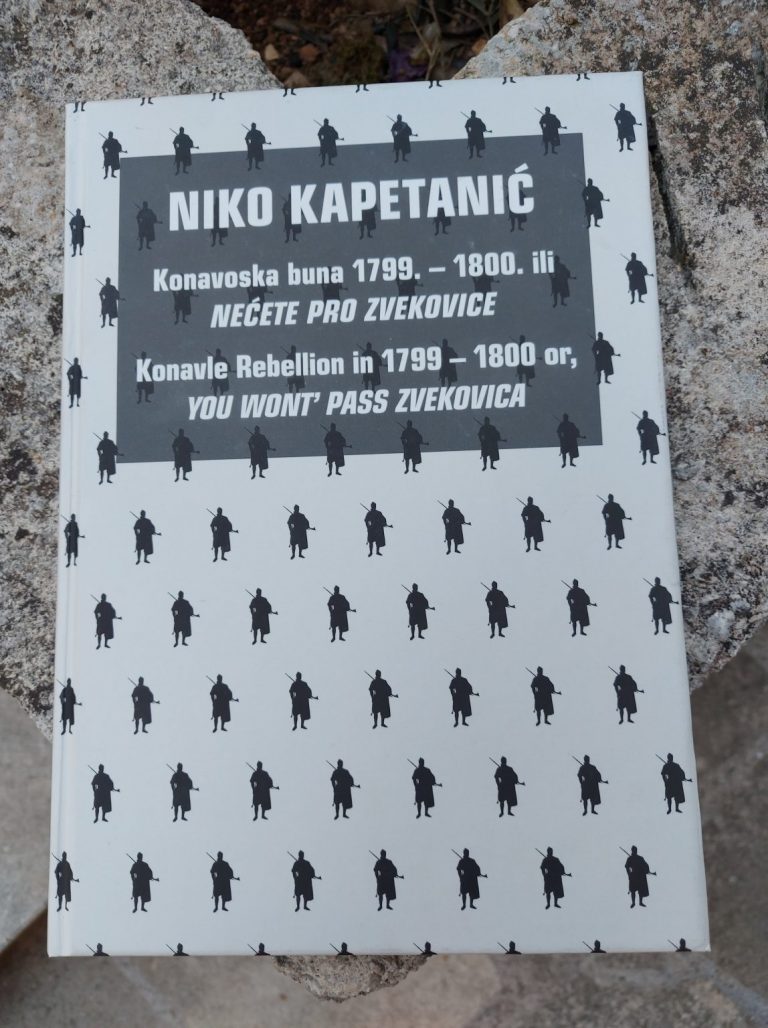 NIKO KAPETANIĆ
Konavoska buna 1799. – 1800. ili
NEĆETE PRO ZVEKOVICE
Konavle Rebellion in 1799 – 1800 or,
YOU WONT' PASS ZVEKOVICA